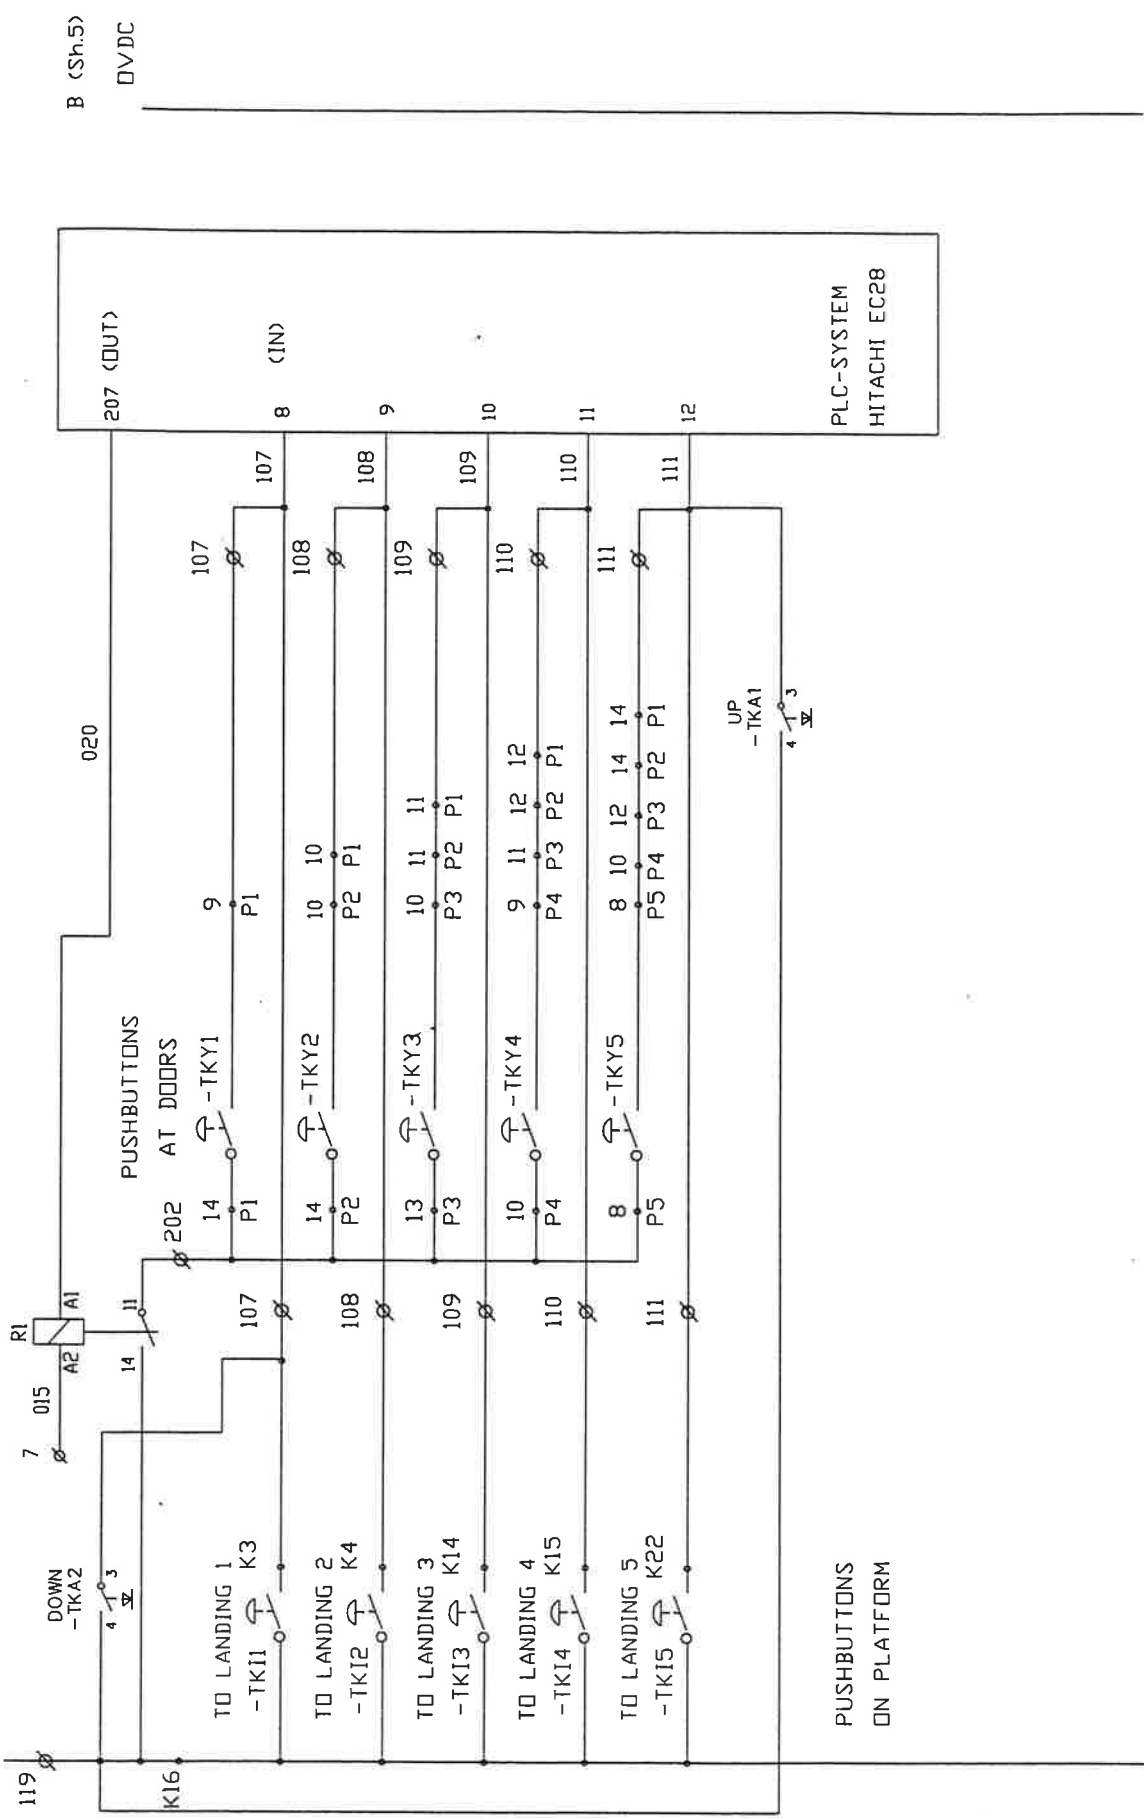 B (Sh.5)
0VDC
207 (OUT)
(IN)
8
9
10
11
12
PLC-SYSTEM
HITACHI EC28
020
107
107
108
108
109
109
110
110
111
111
PUSHBUTTONS
AT DOORS
202
14
P1
-TKY1
9
P1
14
P2
-TKY2
10
P2
10
P1
13
P3
-TKY3
10
P3
11
P2
11
P1
10
P4
-TKY4
9
P4
11
P3
12
P2
12
P1
8
P5
-TKY5
8
P5
10
P4
12
P3
14
P2
14
P1
UP
-TKA1
4
3
R1
A1
A2
11
14
015
7
107
108
109
110
111
DOWN
-TKA2
4
3
119
K16
TO LANDING 1
-TKI1
K3
TO LANDING 2
-TKI2
K4
TO LANDING 3
-TKI3
K14
TO LANDING 4
-TKI4
K15
TO LANDING 5
-TKI5
K22
PUSHBUTTONS
ON PLATFORM